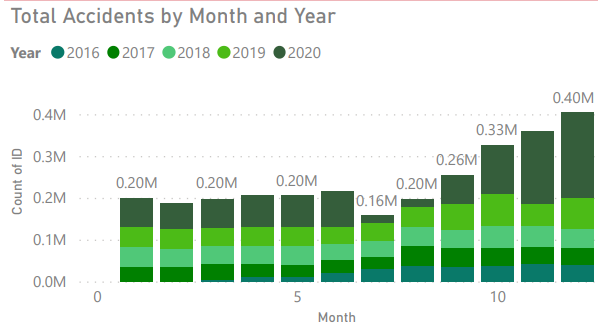 Total Accidents by Month and Year
Year 2016 2017 2018 2019 2020
0.40M
0.4M
0.33M
0.3M
0.26M
0.20M 0.20M 0.20M 0.20M
0.2M
0.16M
0.1M
0.0M
0 5 10
Count of ID
Month